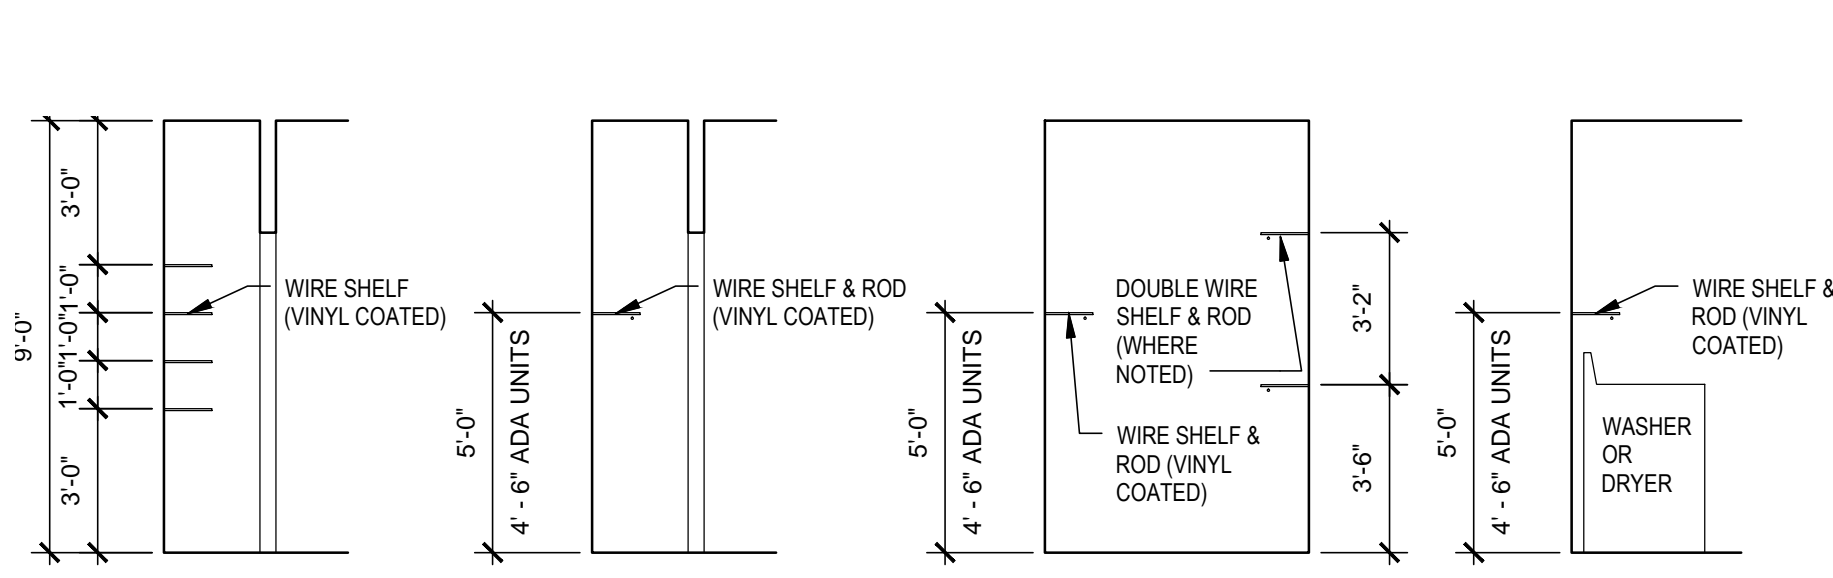 9'-0"
3'-0"
1'-0"
1'-0"
1'-0"
3'-0"
WIRE SHELF
(VINYL COATED)
5'-0"
4' - 6" ADA UNITS
WIRE SHELF & ROD
(VINYL COATED)
5'-0"
4' - 6" ADA UNITS
DOUBLE WIRE
SHELF & ROD
(WHERE
NOTED)
WIRE SHELF &
ROD (VINYL
COATED)
3'-2"
3'-6"
5'-0"
4' - 6" ADA UNITS
WIRE SHELF &
ROD (VINYL
COATED)
WASHER
OR
DRYER